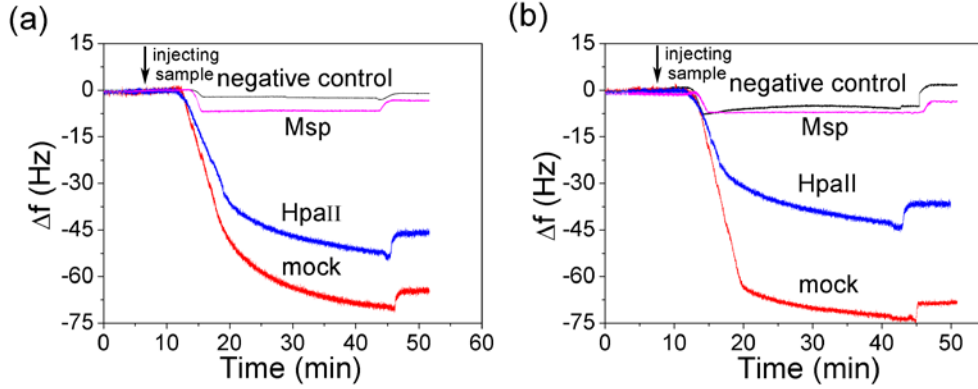 (a)
injecting
sample
negative control
Msp
HpaII
mock
Δf (Hz)
15
0
-15
-30
-45
-60
-75
0 10 20 30 40 50 60
Time (min)
(b)
injecting
sample
negative control
Msp
HpaII
mock
Δf (Hz)
15
0
-15
-30
-45
-60
-75
0 10 20 30 40 50
Time (min)